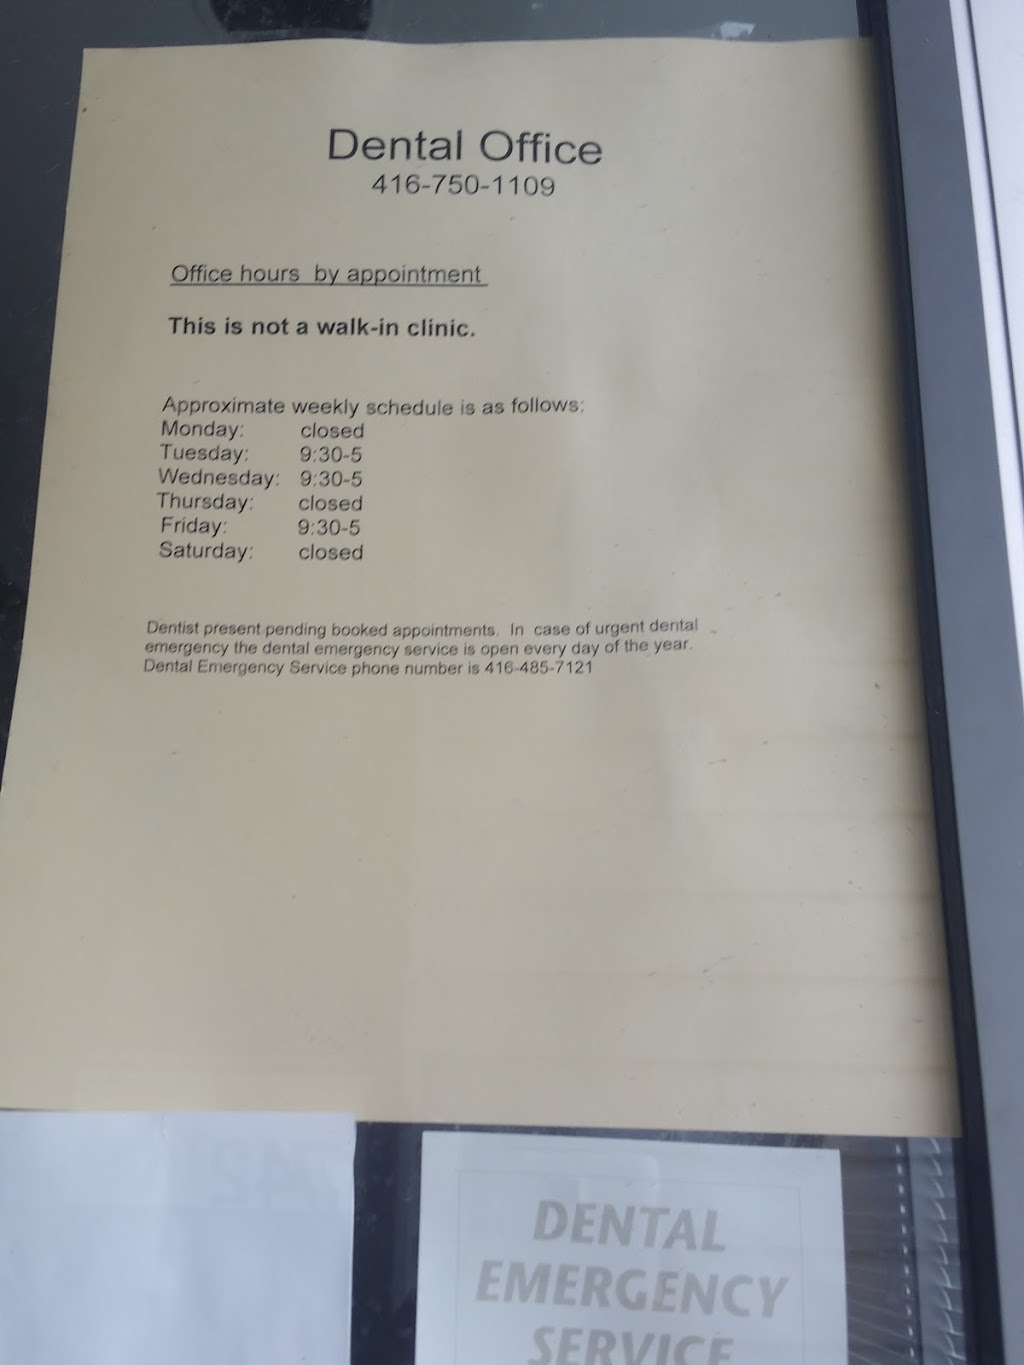 Dental Office
416-750-1109
Office hours by appointment
This is not a walk-in clinic.
Approximate weekly schedule is as follows:
Monday: closed
Tuesday: 9:30-5
Wednesday: 9:30-5
Thursday: closed
Friday: 9:30-5
Saturday: closed
Dentist present pending booked appointments. In case of urgent dental
emergency the dental emergency service is open every day of the year.
Dental Emergency Service phone number is 416-485-7121
DENTAL
EMERGENCY
SERVICE